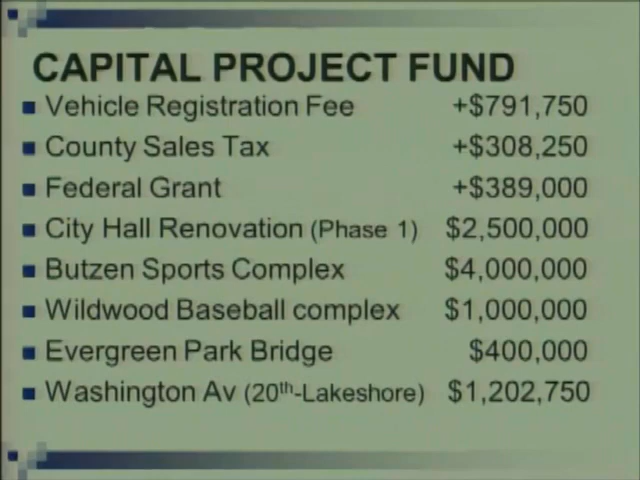 CAPITAL PROJECT FUND
Vehicle Registration Fee +$791,750
County Sales Tax +$308,250
Federal Grant +$389,000
City Hall Renovation (Phase 1) $2,500,000
Butzen Sports Complex $4,000,000
Wildwood Baseball complex $1,000,000
Evergreen Park Bridge $400,000
Washington Av (20th-Lakeshore) $1,202,750